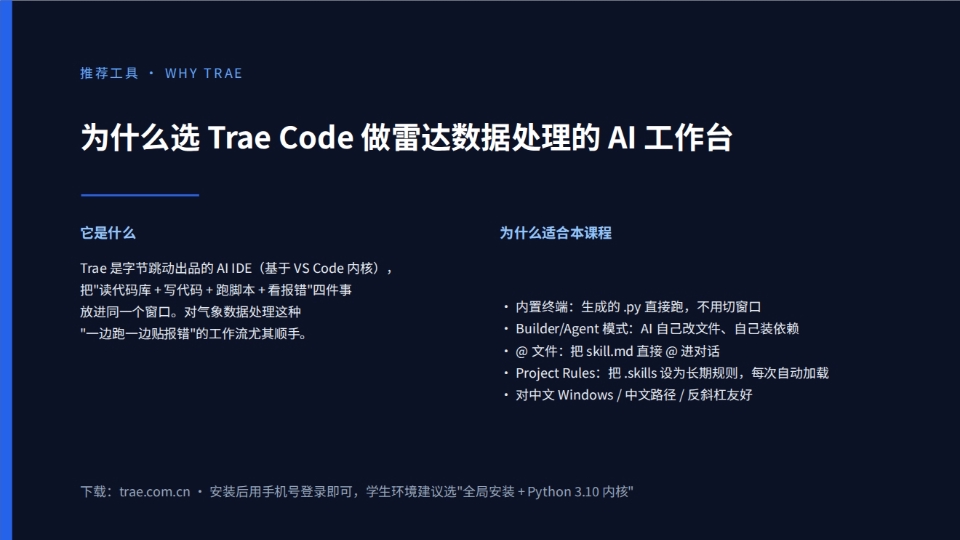 推荐工具 · WHY TRAE
为什么选 Trae Code 做雷达数据处理的 AI 工作台
它是什么
Trae 是字节跳动出品的 AI IDE（基于 VS Code 内核），
把"读代码库 + 写代码 + 跑脚本 + 看报错"四件事
放进同一个窗口。对气象数据处理这种
"一边跑一边贴报错"的工作流尤其顺手。
为什么适合本课程
· 内置终端：生成的 .py 直接跑，不用切窗口
· Builder/Agent 模式：AI 自己改文件、自己装依赖
· @ 文件：把 skill.md 直接 @ 进对话
· Project Rules：把 .skills 设为长期规则，每次自动加载
· 对中文 Windows / 中文路径 / 反斜杠友好
下载：trae.com.cn · 安装后用手机号登录即可，学生环境建议选"全局安装 + Python 3.10 内核"